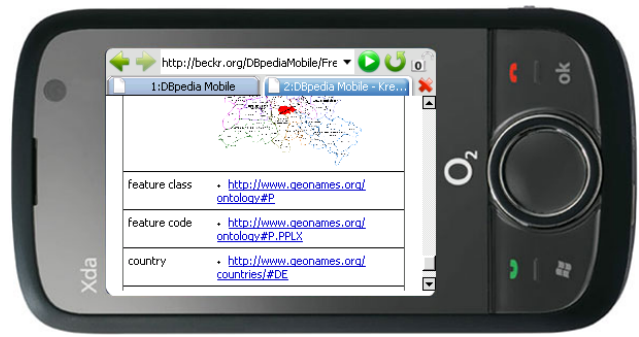 http://beckr.org/DBpediaMobile/Fre
1:DBpedia Mobile
2:DBpedia Mobile - Kre...
feature class
• http://www.geonames.org/
ontology#P
feature code
• http://www.geonames.org/
ontology#P.PPLX
country
• http://www.geonames.org/
countries/#DE
Xda
O2
ok